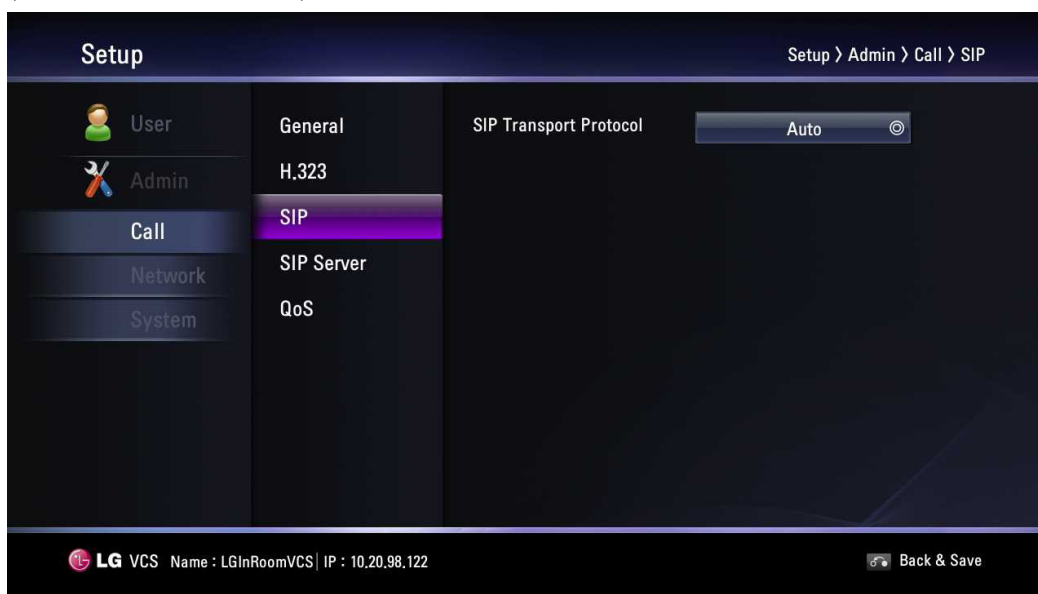 Setup
Setup > Admin > Call > SIP
User
Admin
Call
Network
System
General
H.323
SIP
SIP Server
QoS
SIP Transport Protocol
Auto
LG VCS Name : LGInRoomVCS | IP : 10.20.98.122
Back & Save